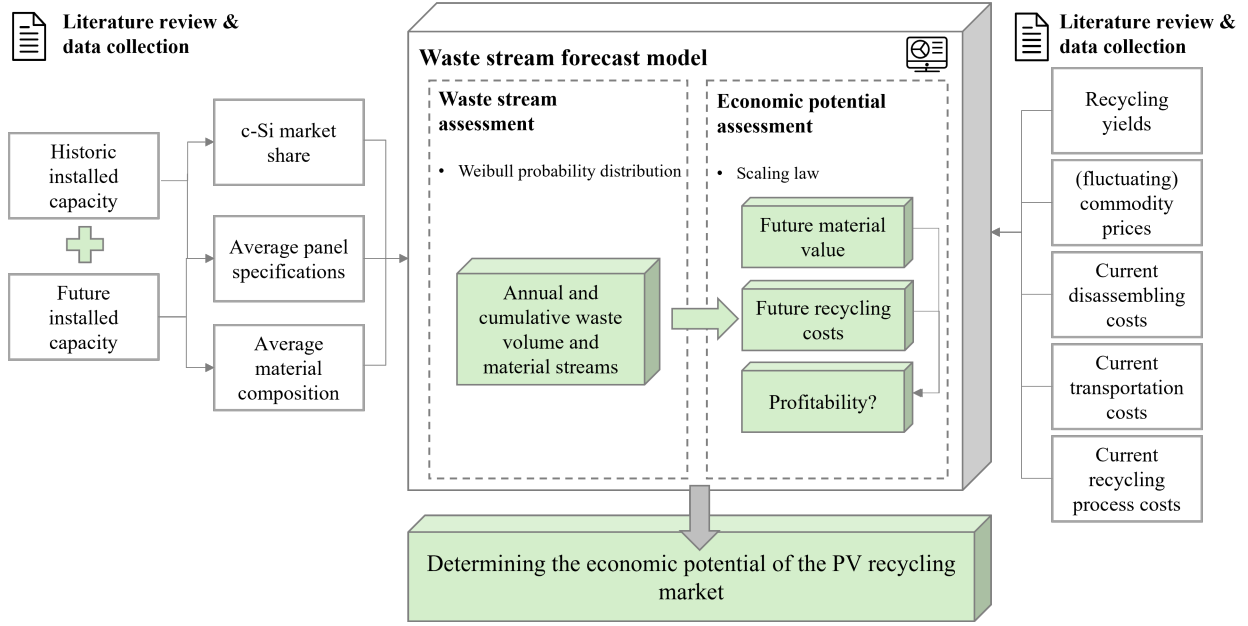 Literature review &
data collection
Historic
installed
capacity
Future
installed
capacity
c-Si market
share
Average panel
specifications
Average
material
composition
Waste stream forecast model
Waste stream
assessment
• Weibull probability distribution
Annual and
cumulative waste
volume and
material streams
Economic potential
assessment
• Scaling law
Future material
value
Future recycling
costs
Profitability?
Literature review &
data collection
Recycling
yields
(fluctuating)
commodity
prices
Current
disassembling
costs
Current
transportation
costs
Current
recycling
process costs
Determining the economic potential of the PV recycling
market